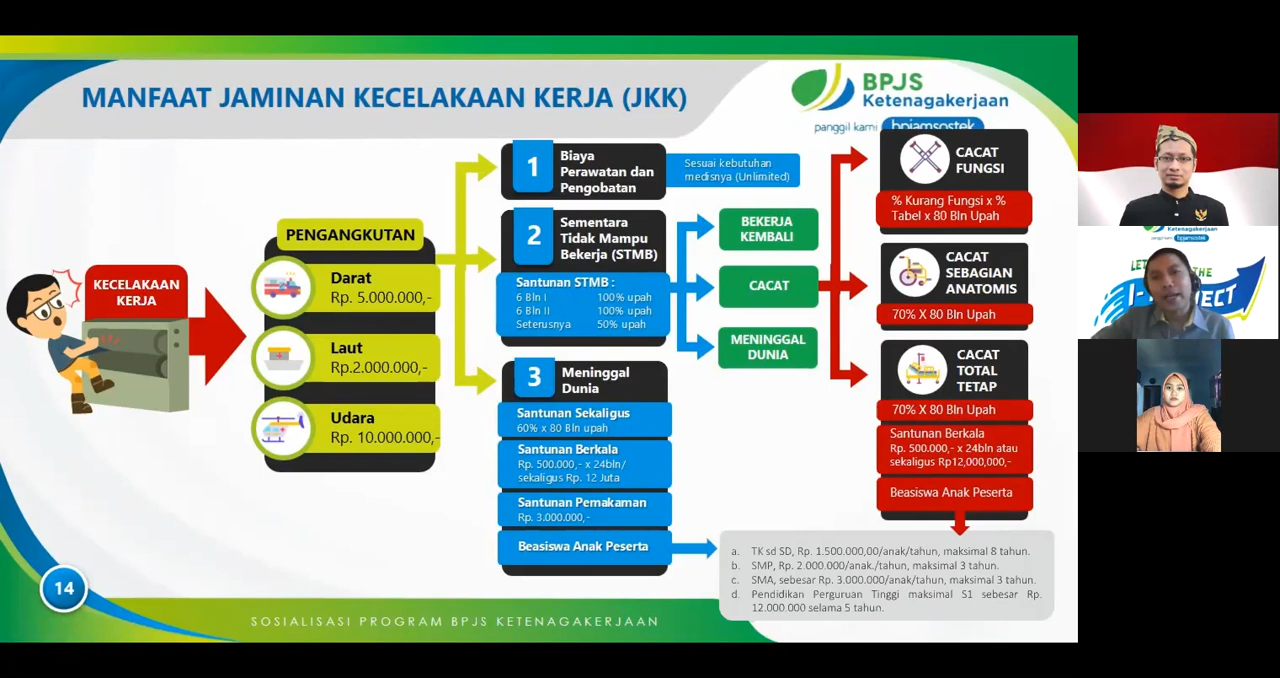 MANFAAT JAMINAN KECELAKAAN KERJA (JKK)
BPJS
Ketenagakerjaan
panggil kami bpjamsostek
KECELAKAAN
KERJA
PENGANGKUTAN
Darat
Rp. 5.000.000,-
Laut
Rp.2.000.000,-
Udara
Rp. 10.000.000,-
1
Biaya
Perawatan dan
Pengobatan
Sesuai kebutuhan
medisnya (Unlimited)
2
Sementara
Tidak Mampu
Bekerja (STMB)
Santunan STMB :
6 Bln I 100% upah
6 Bln II 100% upah
Seterusnya 50% upah
3
Meninggal
Dunia
Santunan Sekaligus
60% x 80 Bln upah
Santunan Berkala
Rp. 500.000,- x 24bln/
sekaligus Rp. 12 Juta
Santunan Pemakaman
Rp. 3.000.000,-
Beasiswa Anak Peserta
BEKERJA
KEMBALI
CACAT
MENINGGAL
DUNIA
CACAT
FUNGSI
% Kurang Fungsi x %
Tabel x 80 Bln Upah
CACAT
SEBAGIAN
ANATOMIS
70% X 80 Bln Upah
CACAT
TOTAL
TETAP
70% X 80 Bln Upah
Santunan Berkala
Rp. 500.000,- x 24bln atau
sekaligus Rp12,000,000,-
Beasiswa Anak Peserta
a. TK sd SD, Rp. 1.500.000,00/anak/tahun, maksimal 8 tahun.
b. SMP, Rp. 2.000.000/anak./tahun, maksimal 3 tahun.
c. SMA, sebesar Rp. 3.000.000/anak/tahun, maksimal 3 tahun.
d. Pendidikan Perguruan Tinggi maksimal S1 sebesar Rp.
12.000.000 selama 5 tahun.
14
SOSIALISASI PROGRAM BPJS KETENAGAKERJAAN
Ketenagakerjaan